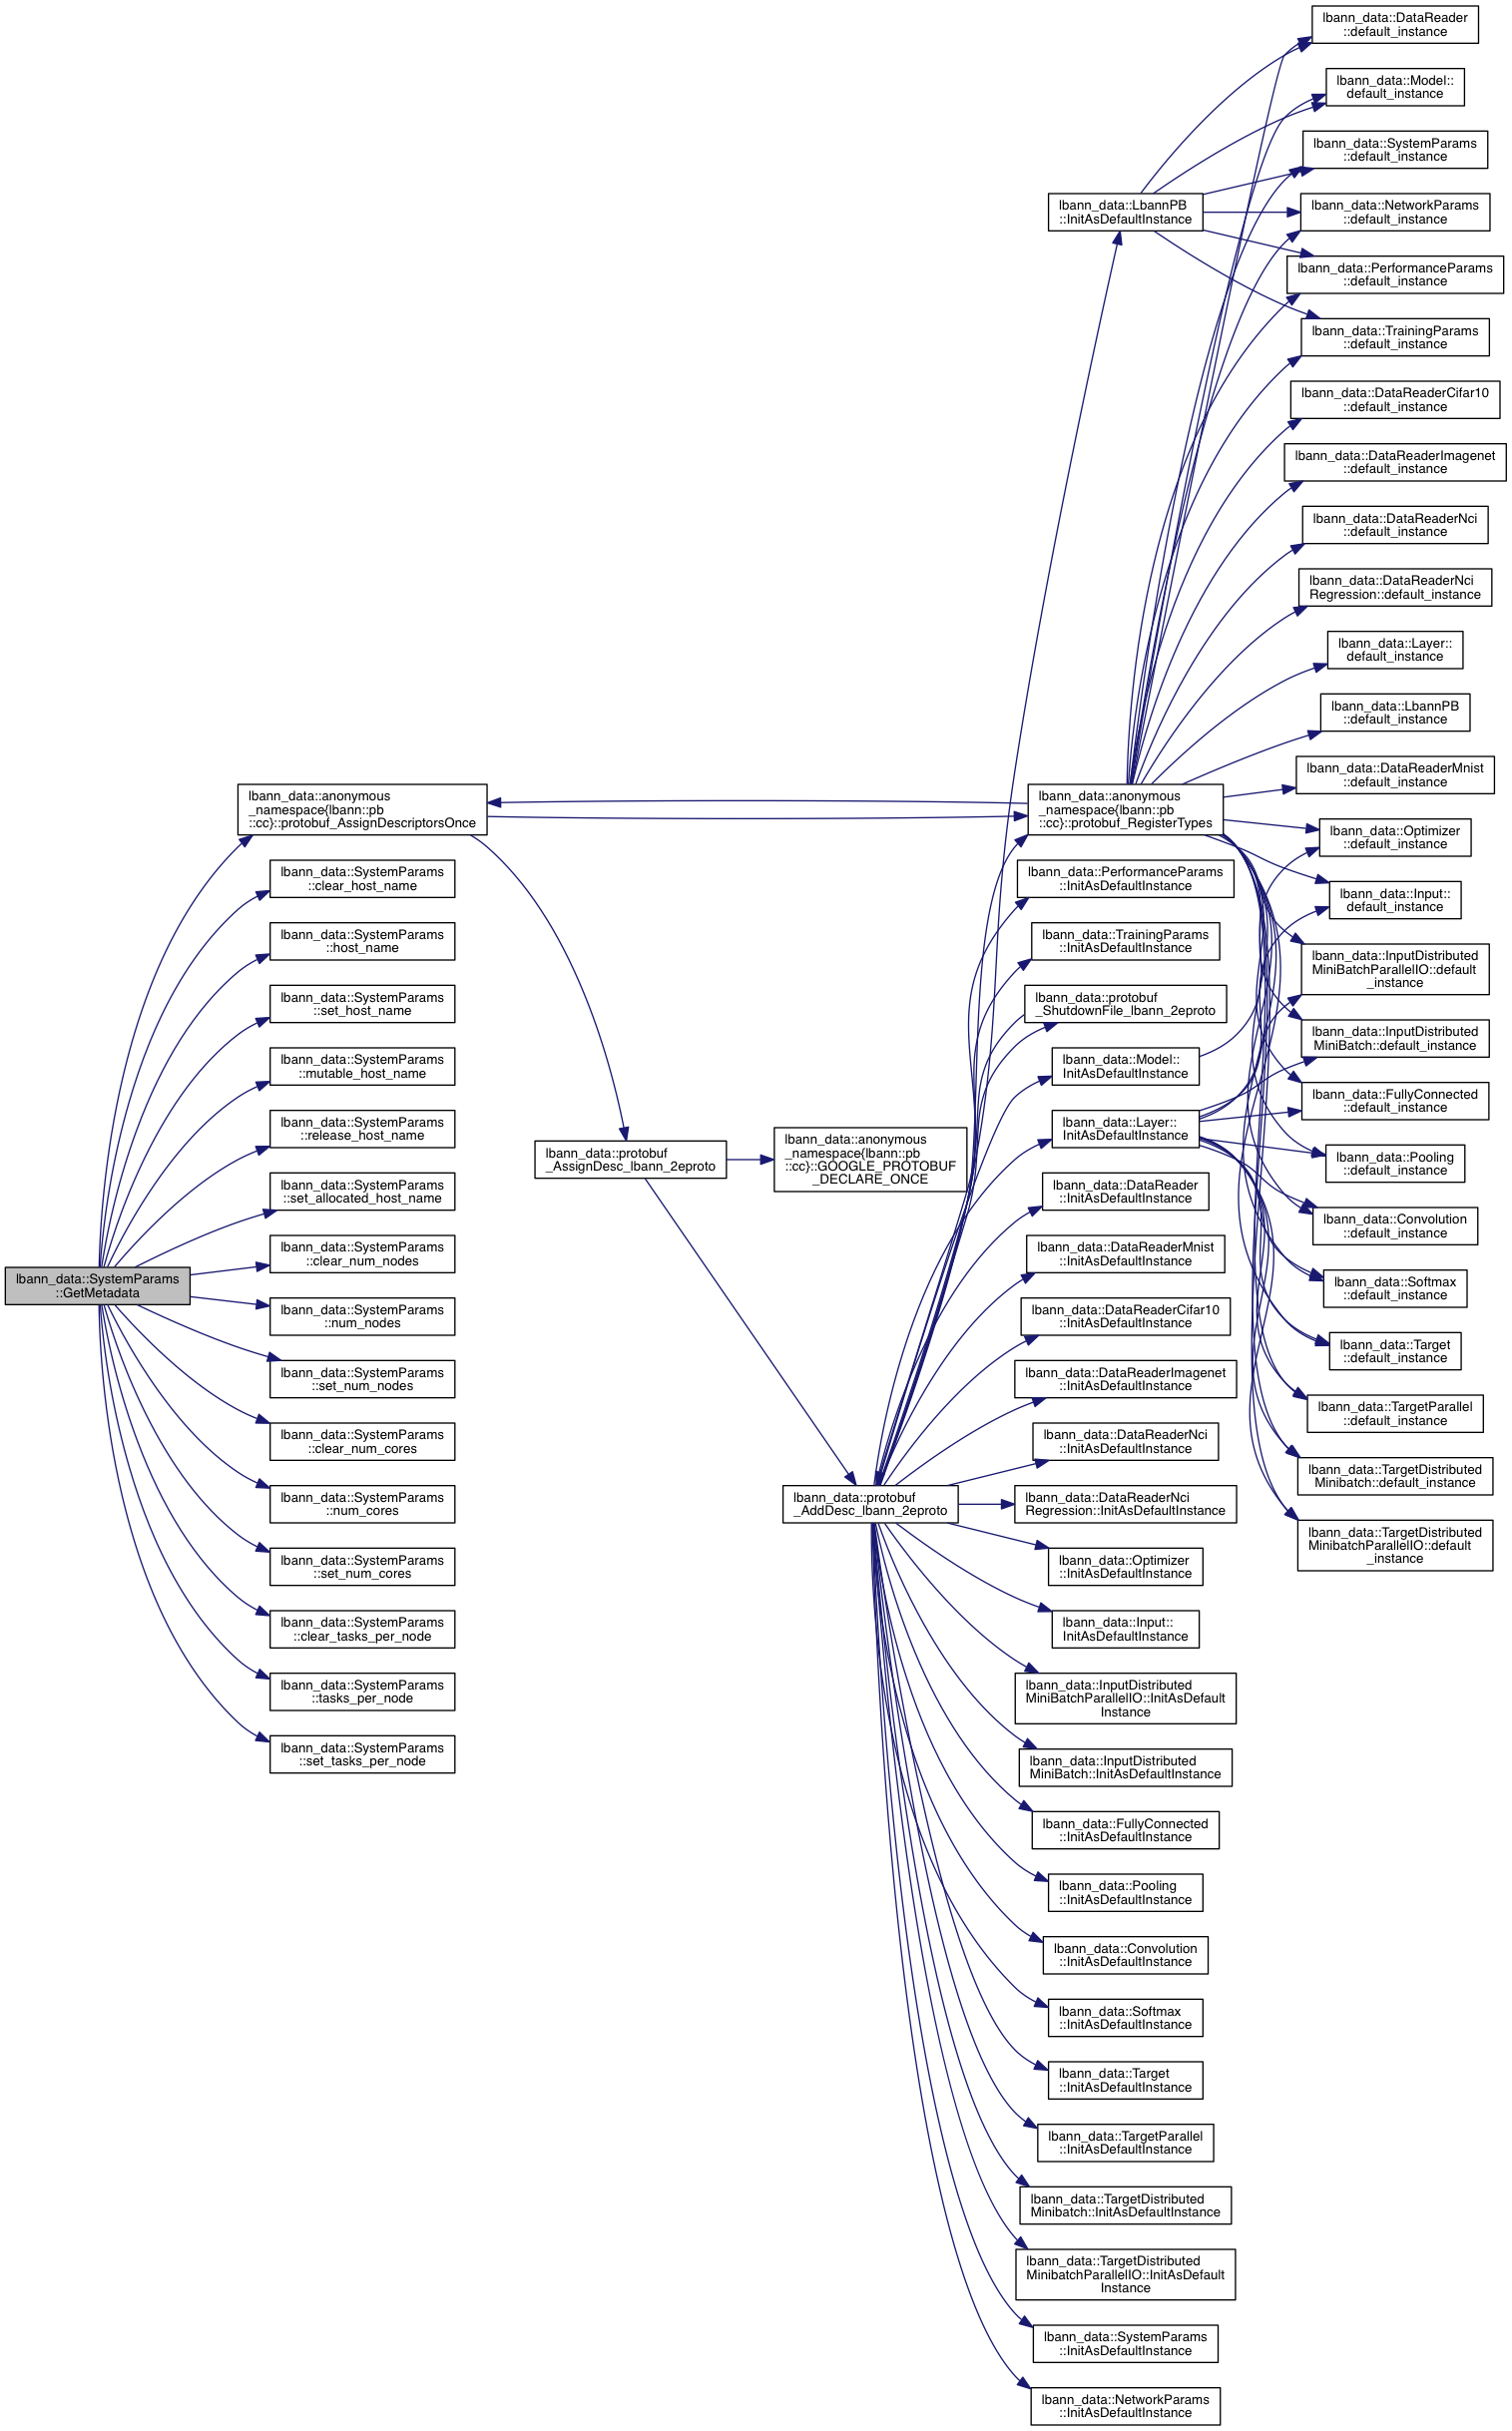 lbann_data::SystemParams
::GetMetadata
lbann_data::anonymous
_namespace{lbann::pb
::cc}::protobuf_AssignDescriptorsOnce
lbann_data::SystemParams
::clear_host_name
lbann_data::SystemParams
::host_name
lbann_data::SystemParams
::set_host_name
lbann_data::SystemParams
::mutable_host_name
lbann_data::SystemParams
::release_host_name
lbann_data::SystemParams
::set_allocated_host_name
lbann_data::SystemParams
::clear_num_nodes
lbann_data::SystemParams
::num_nodes
lbann_data::SystemParams
::set_num_nodes
lbann_data::SystemParams
::clear_num_cores
lbann_data::SystemParams
::num_cores
lbann_data::SystemParams
::set_num_cores
lbann_data::SystemParams
::clear_tasks_per_node
lbann_data::SystemParams
::tasks_per_node
lbann_data::SystemParams
::set_tasks_per_node
lbann_data::protobuf
_AssignDesc_lbann_2eproto
lbann_data::anonymous
_namespace{lbann::pb
::cc}::GOOGLE_PROTOBUF
_DECLARE_ONCE
lbann_data::protobuf
_AddDesc_lbann_2eproto
lbann_data::LbannPB
::InitAsDefaultInstance
lbann_data::anonymous
_namespace{lbann::pb
::cc}::protobuf_RegisterTypes
lbann_data::PerformanceParams
::InitAsDefaultInstance
lbann_data::TrainingParams
::InitAsDefaultInstance
lbann_data::protobuf
_ShutdownFile_lbann_2eproto
lbann_data::Model::
InitAsDefaultInstance
lbann_data::Layer::
InitAsDefaultInstance
lbann_data::DataReader
::InitAsDefaultInstance
lbann_data::DataReaderMnist
::InitAsDefaultInstance
lbann_data::DataReaderCifar10
::InitAsDefaultInstance
lbann_data::DataReaderImagenet
::InitAsDefaultInstance
lbann_data::DataReaderNci
::InitAsDefaultInstance
lbann_data::DataReaderNci
Regression::InitAsDefaultInstance
lbann_data::Optimizer
::InitAsDefaultInstance
lbann_data::Input::
InitAsDefaultInstance
lbann_data::InputDistributed
MiniBatchParallelIO::InitAsDefault
Instance
lbann_data::InputDistributed
MiniBatch::InitAsDefaultInstance
lbann_data::FullyConnected
::InitAsDefaultInstance
lbann_data::Pooling
::InitAsDefaultInstance
lbann_data::Convolution
::InitAsDefaultInstance
lbann_data::Softmax
::InitAsDefaultInstance
lbann_data::Target
::InitAsDefaultInstance
lbann_data::TargetParallel
::InitAsDefaultInstance
lbann_data::TargetDistributed
Minibatch::InitAsDefaultInstance
lbann_data::TargetDistributed
MinibatchParallelIO::InitAsDefault
Instance
lbann_data::SystemParams
::InitAsDefaultInstance
lbann_data::NetworkParams
::InitAsDefaultInstance
lbann_data::DataReader
::default_instance
lbann_data::Model::
default_instance
lbann_data::SystemParams
::default_instance
lbann_data::NetworkParams
::default_instance
lbann_data::PerformanceParams
::default_instance
lbann_data::TrainingParams
::default_instance
lbann_data::DataReaderCifar10
::default_instance
lbann_data::DataReaderImagenet
::default_instance
lbann_data::DataReaderNci
::default_instance
lbann_data::DataReaderNci
Regression::default_instance
lbann_data::Layer::
default_instance
lbann_data::LbannPB
::default_instance
lbann_data::DataReaderMnist
::default_instance
lbann_data::Optimizer
::default_instance
lbann_data::Input::
default_instance
lbann_data::InputDistributed
MiniBatchParallelIO::default
_instance
lbann_data::InputDistributed
MiniBatch::default_instance
lbann_data::FullyConnected
::default_instance
lbann_data::Pooling
::default_instance
lbann_data::Convolution
::default_instance
lbann_data::Softmax
::default_instance
lbann_data::Target
::default_instance
lbann_data::TargetParallel
::default_instance
lbann_data::TargetDistributed
Minibatch::default_instance
lbann_data::TargetDistributed
MinibatchParallelIO::default
_instance